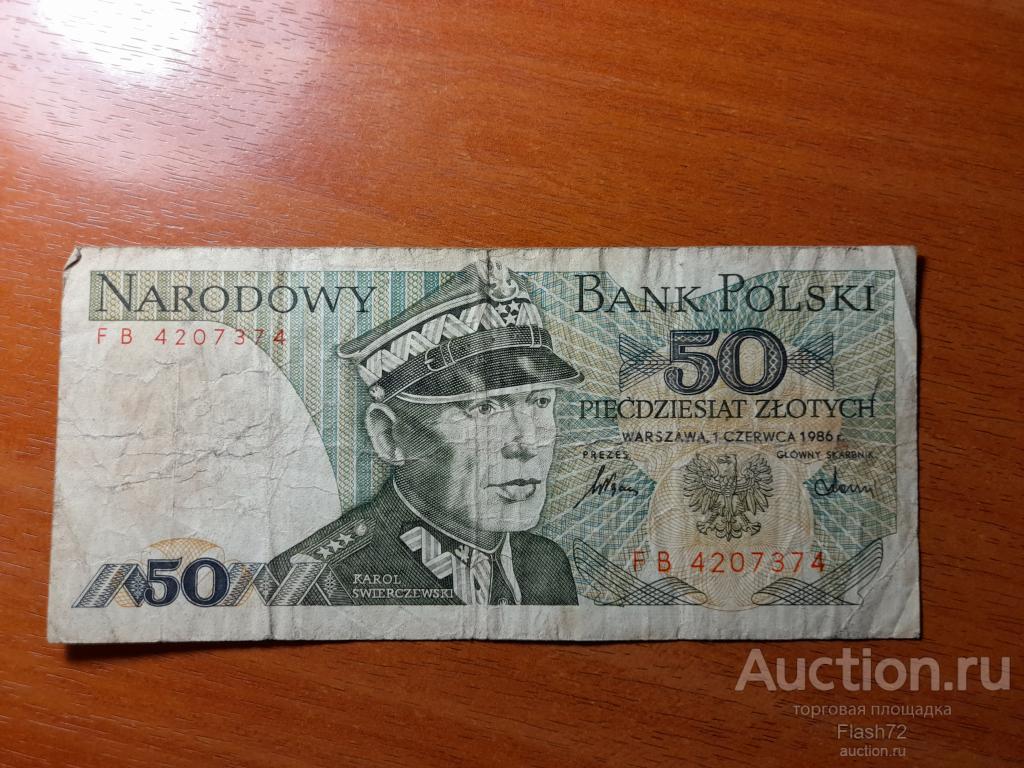 NARODOWY BANK POLSKI
FB 4207374
50
PIĘĆDZIESIĄT ZŁOTYCH
WARSZAWA, 1 CZERWCA 1986 r.
PREZES GŁÓWNY SKARBNIK
FB 4207374
50
KAROL
ŚWIERCZEWSKI
Auction.ru
торговая площадка
Flash72
auction.ru